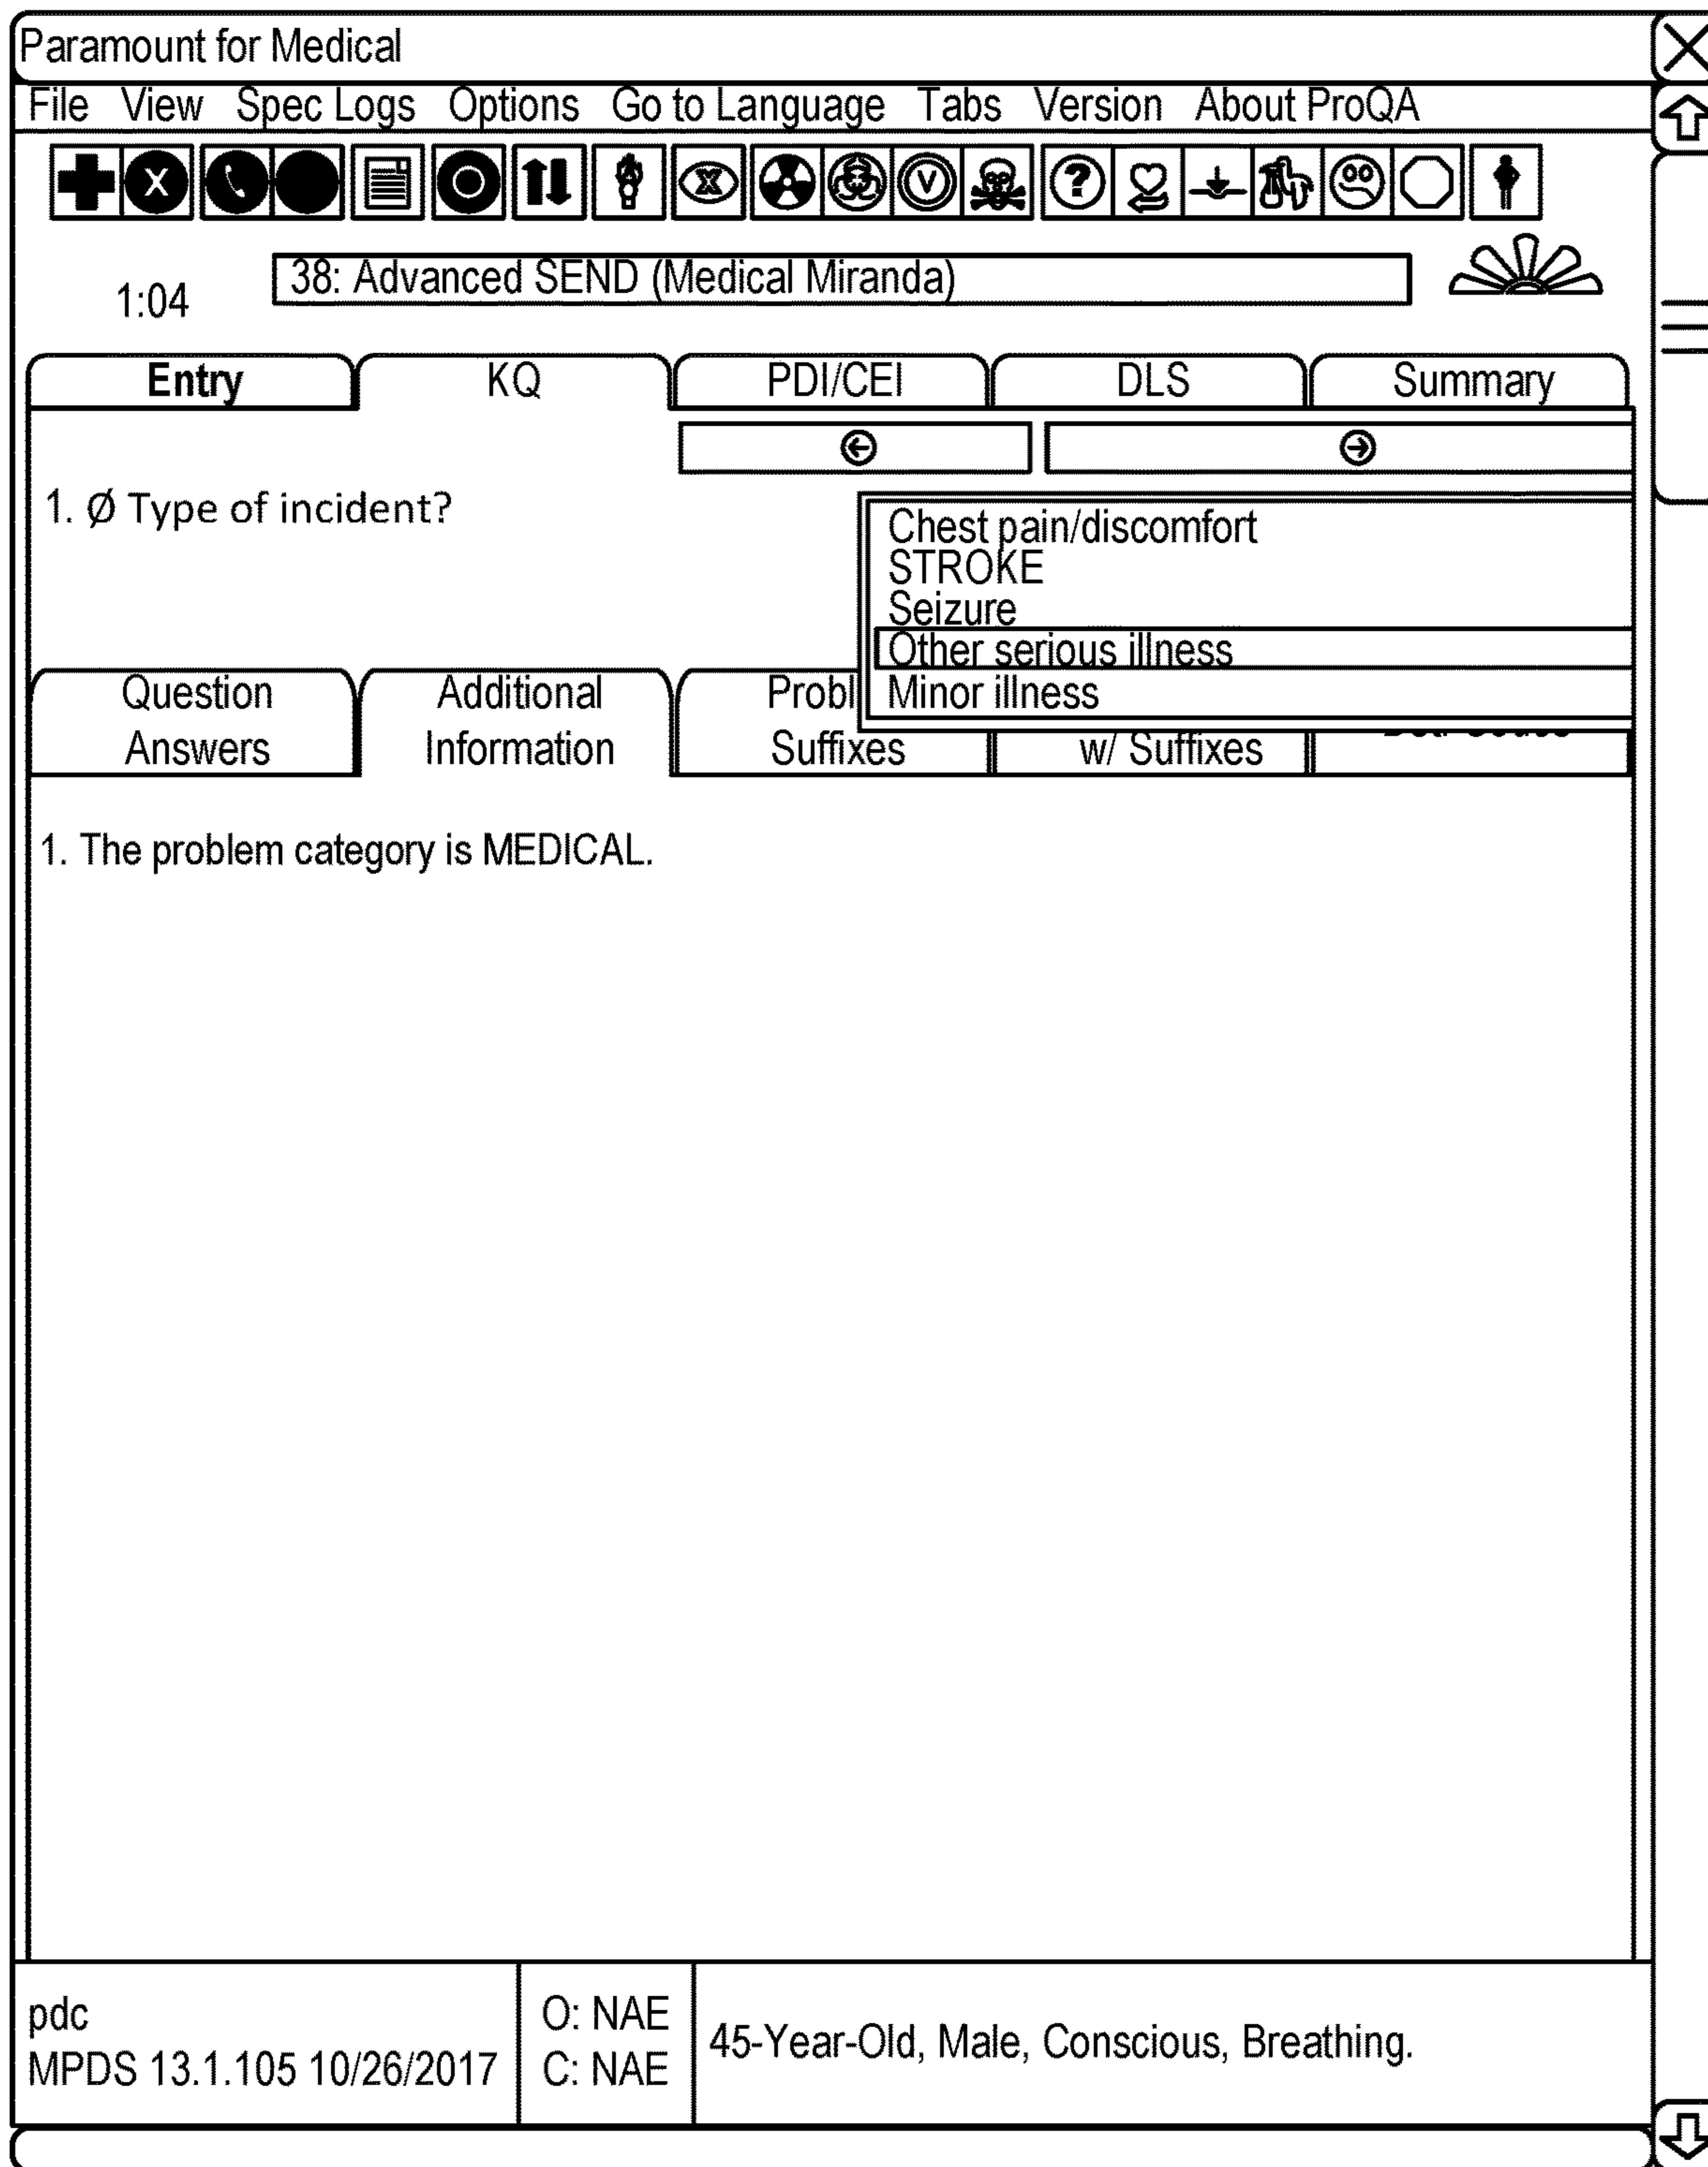 Paramount for Medical
File View Spec Logs Options Go to Language Tabs Version About ProQA
X V ?
1:04
38: Advanced SEND (Medical Miranda)
Entry KQ PDI/CEI DLS Summary
1. Ø Type of incident?
Chest pain/discomfort
STROKE
Seizure
Other serious illness
Minor illness
Question Answers
Additional Information
Probl
Suffixes
w/ Suffixes
1. The problem category is MEDICAL.
pdc
MPDS 13.1.105 10/26/2017
O: NAE
C: NAE
45-Year-Old, Male, Conscious, Breathing.